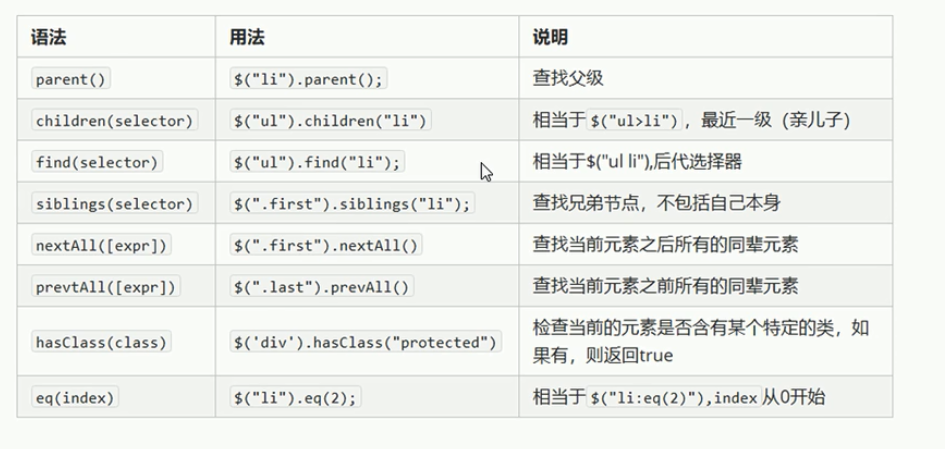 语法 用法 说明
parent() $("li").parent(); 查找父级
children(selector) $("ul").children("li") 相当于$("ul>li")，最近一级（亲儿子）
find(selector) $("ul").find("li"); 相当于$("ul li"),后代选择器
siblings(selector) $(".first").siblings("li"); 查找兄弟节点，不包括自己本身
nextAll([expr]) $(".first").nextAll() 查找当前元素之后所有的同辈元素
prevtAll([expr]) $(".last").prevAll() 查找当前元素之前所有的同辈元素
hasClass(class) $('div').hasClass("protected") 检查当前的元素是否含有某个特定的类，如
果有，则返回true
eq(index) $("li").eq(2); 相当于$("li:eq(2)"),index从0开始